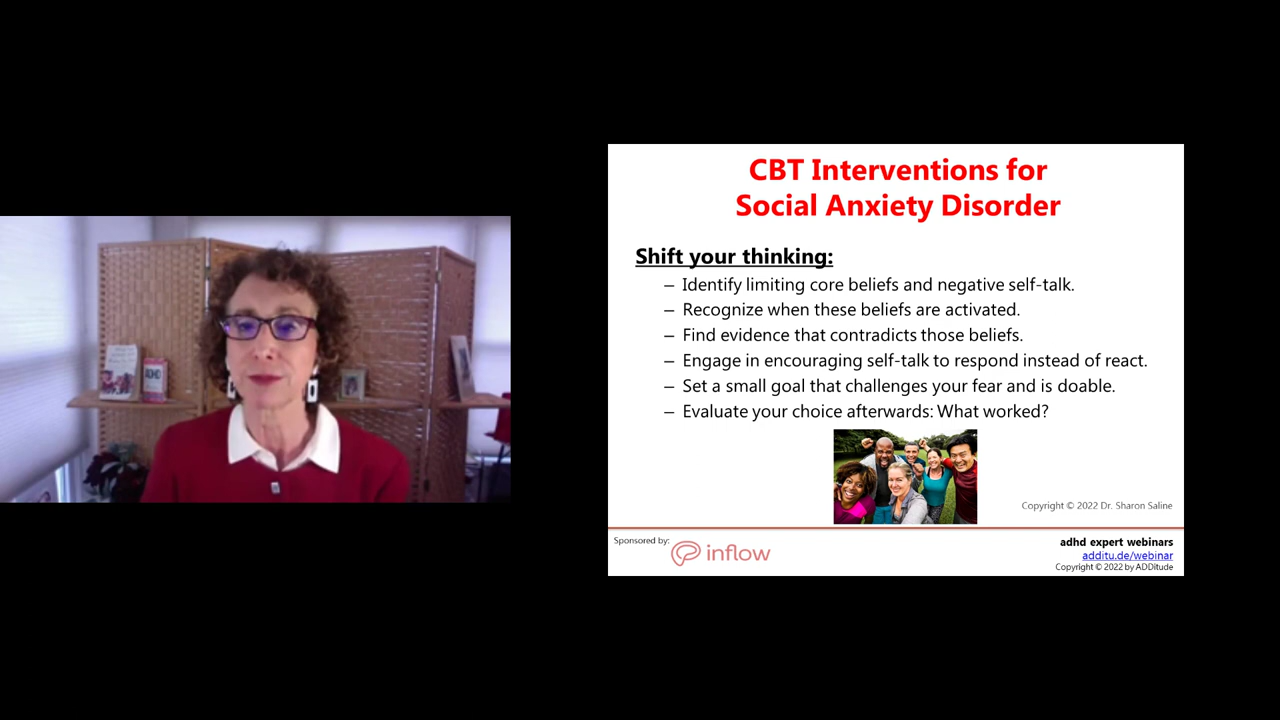 CBT Interventions for
Social Anxiety Disorder
Shift your thinking:
– Identify limiting core beliefs and negative self-talk.
– Recognize when these beliefs are activated.
– Find evidence that contradicts those beliefs.
– Engage in encouraging self-talk to respond instead of react.
– Set a small goal that challenges your fear and is doable.
– Evaluate your choice afterwards: What worked?
Copyright © 2022 Dr. Sharon Saline
Sponsored by:
inflow
adhd expert webinars
additu.de/webinar
Copyright © 2022 by ADDitude
ADHD